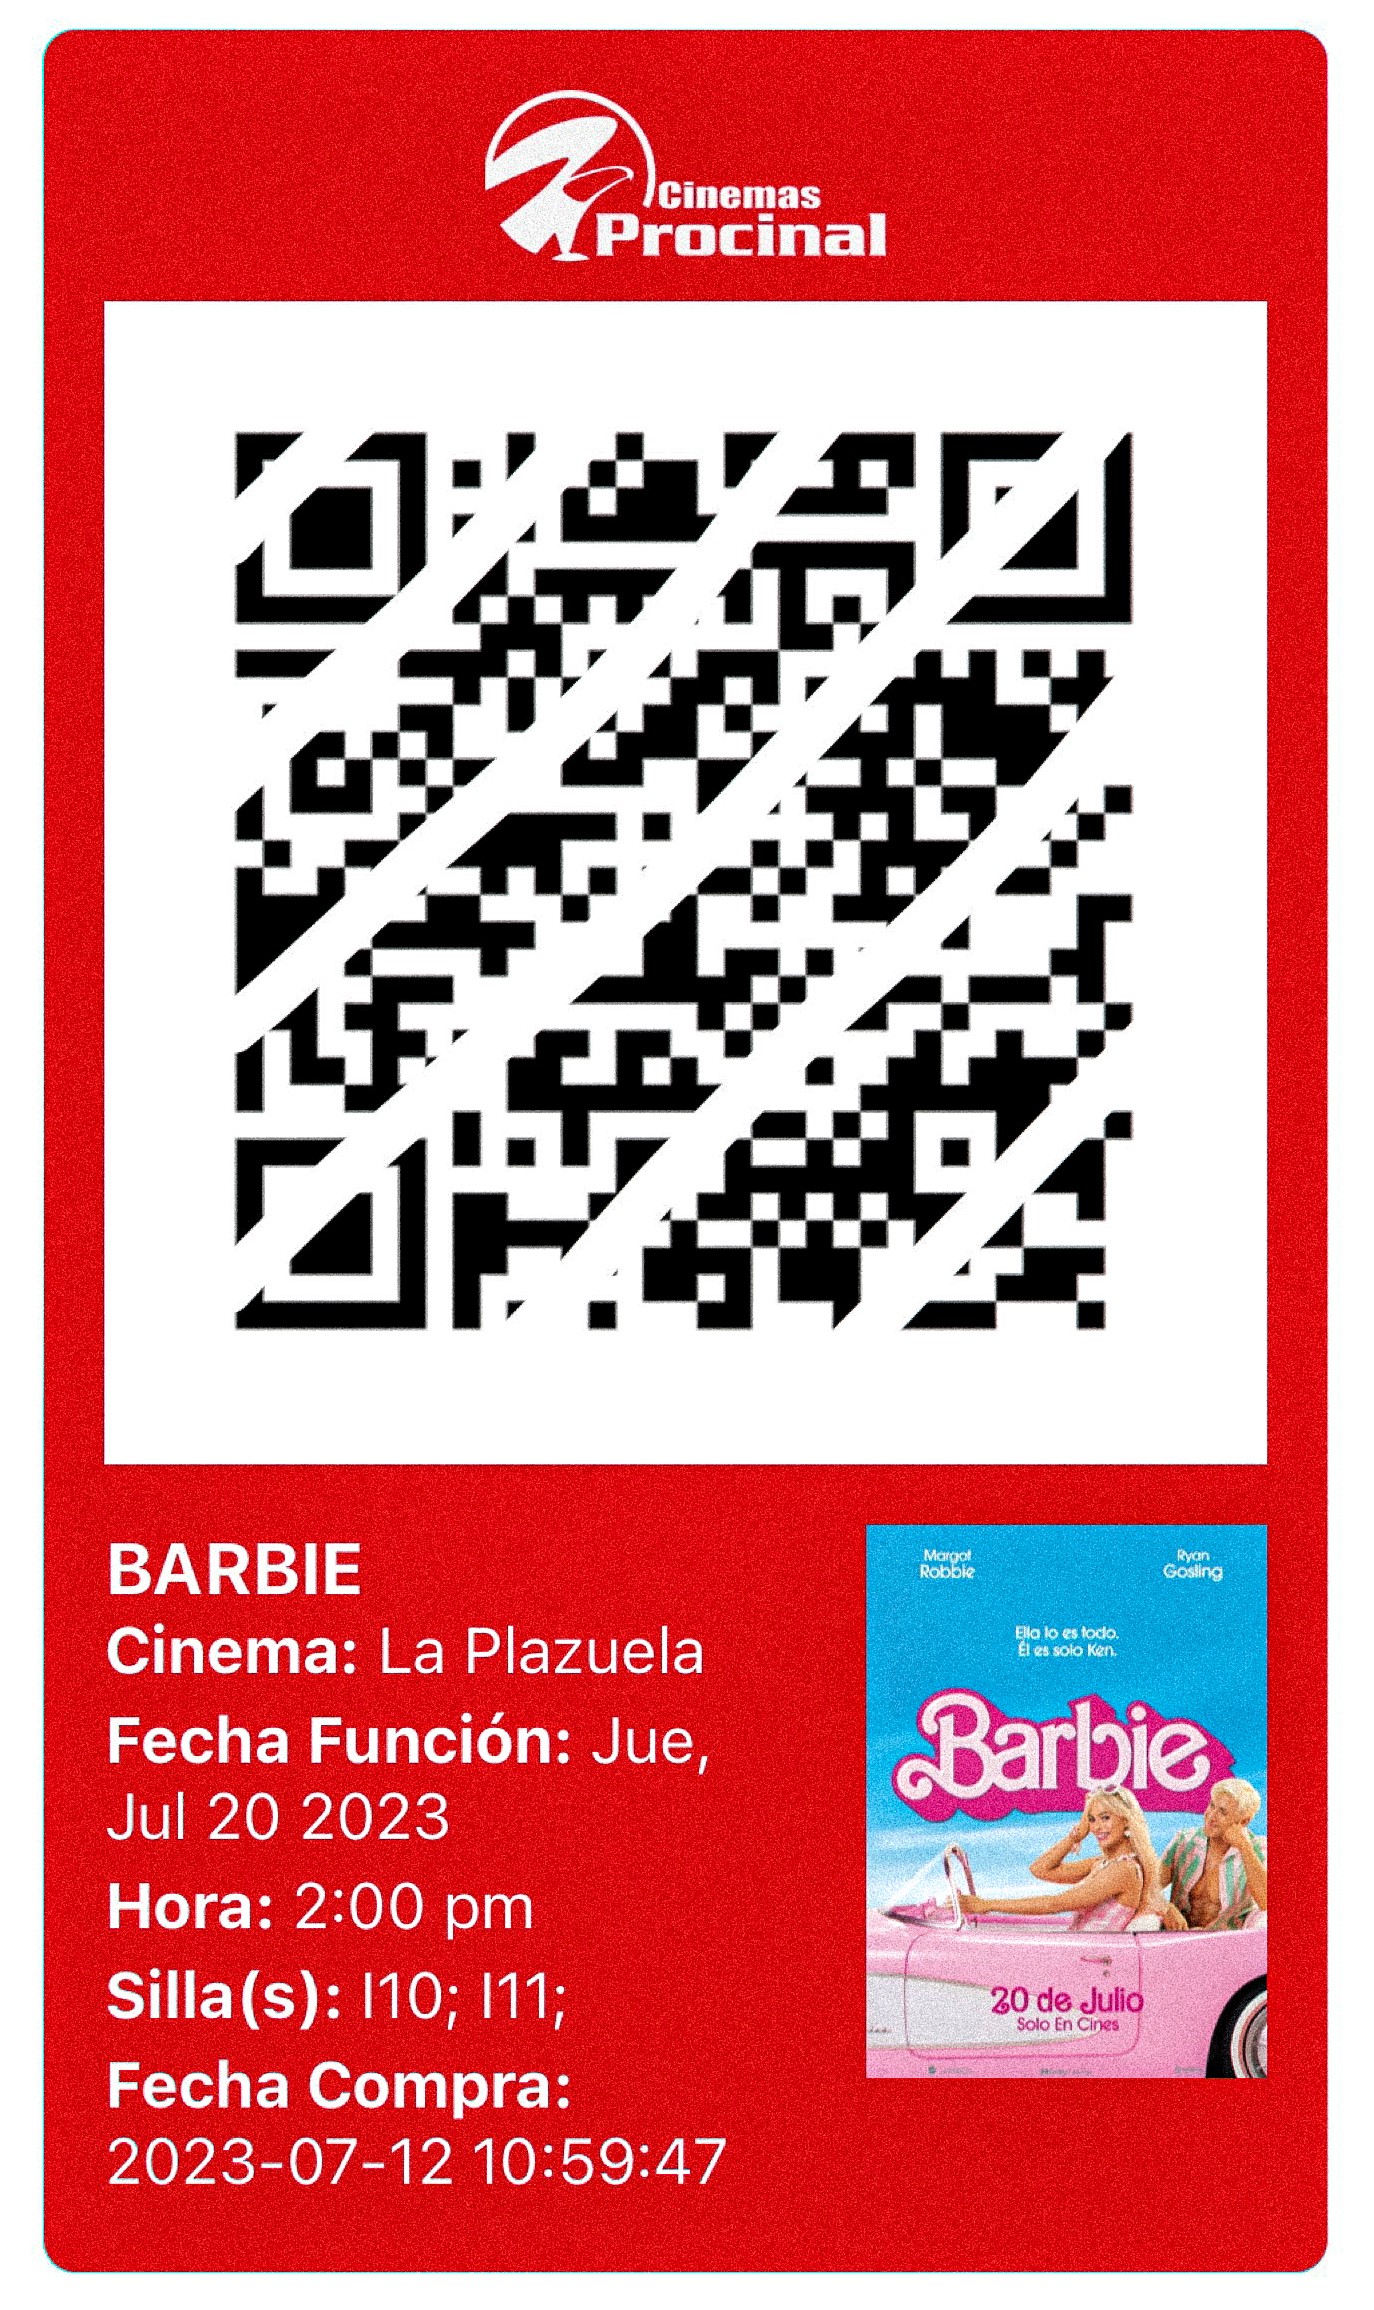 Cinemas
Procinal
BARBIE
Cinema: La Plazuela
Fecha Función: Jue,
Jul 20 2023
Hora: 2:00 pm
Silla(s): I10; I11;
Fecha Compra:
2023-07-12 10:59:47
Margot
Robbie
Ryan
Gosling
Ella lo es todo.
Él es solo Ken.
Barbie
20 de Julio
Solo En Cines